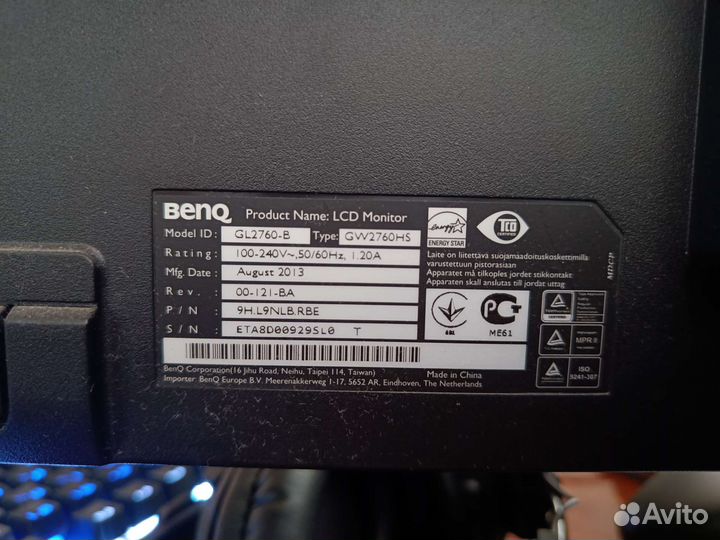 BenQ Product Name: LCD Monitor
Model ID: GL2760-B Type: GW2760HS
Rating: 100-240V~,50/60Hz, 1.20A
Mfg. Date: August 2013
Rev. 00-121-BA
P/N 9H.L9NLB.RBE
S/N ETA8D00929SL0 T
BenQ Corporation(16 Jihu Road, Neihu, Taipei 114, Taiwan)
Importer: BenQ Europe B.V. Meerenakkerweg 1-17, 5652 AR, Eindhoven, The Netherlands
Made in China
energy
ENERGY STAR
TCO
CERTIFIED
Laite on liitettävä suojamaadoituskoskettimilla
varustettuun pistorasiaan
Apparatet må tilkoples jordet stikkontakt
Apparaten skall anslutas till jordat uttag
MDCP
ME61
MPR II
ISO
9241-307
Avito